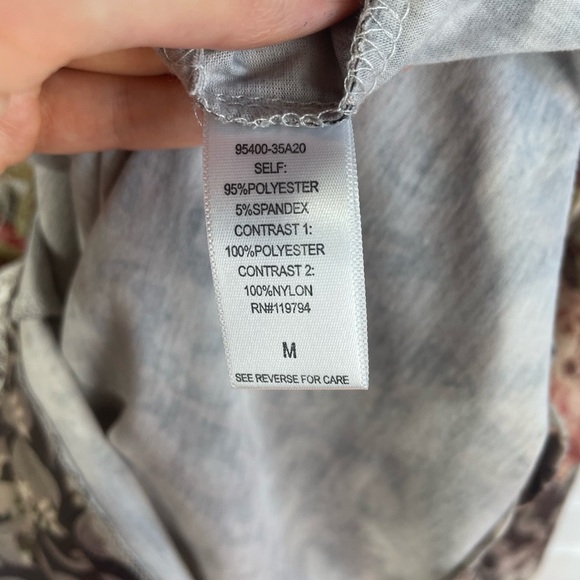 95400-35A20
SELF:
95%POLYESTER
5%SPANDEX
CONTRAST 1:
100%POLYESTER
CONTRAST 2:
100%NYLON
RN#119794
M
SEE REVERSE FOR CARE